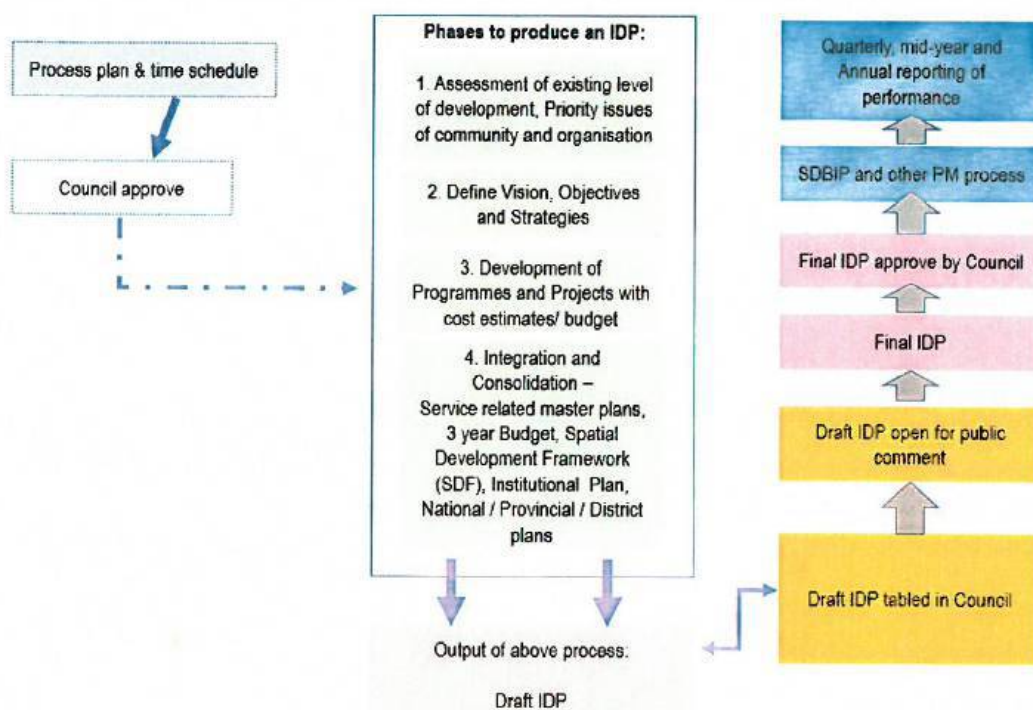 Process plan & time schedule
Council approve
Phases to produce an IDP:
1. Assessment of existing level
of development, Priority issues
of community and organisation
2. Define Vision, Objectives
and Strategies
3. Development of
Programmes and Projects with
cost estimates/ budget
4. Integration and
Consolidation –
Service related master plans,
3 year Budget, Spatial
Development Framework
(SDF), Institutional Plan,
National / Provincial / District
plans
Output of above process:
Draft IDP
Quarterly, mid-year and
Annual reporting of
performance
SDBIP and other PM process
Final IDP approve by Council
Final IDP
Draft IDP open for public
comment
Draft IDP tabled in Council